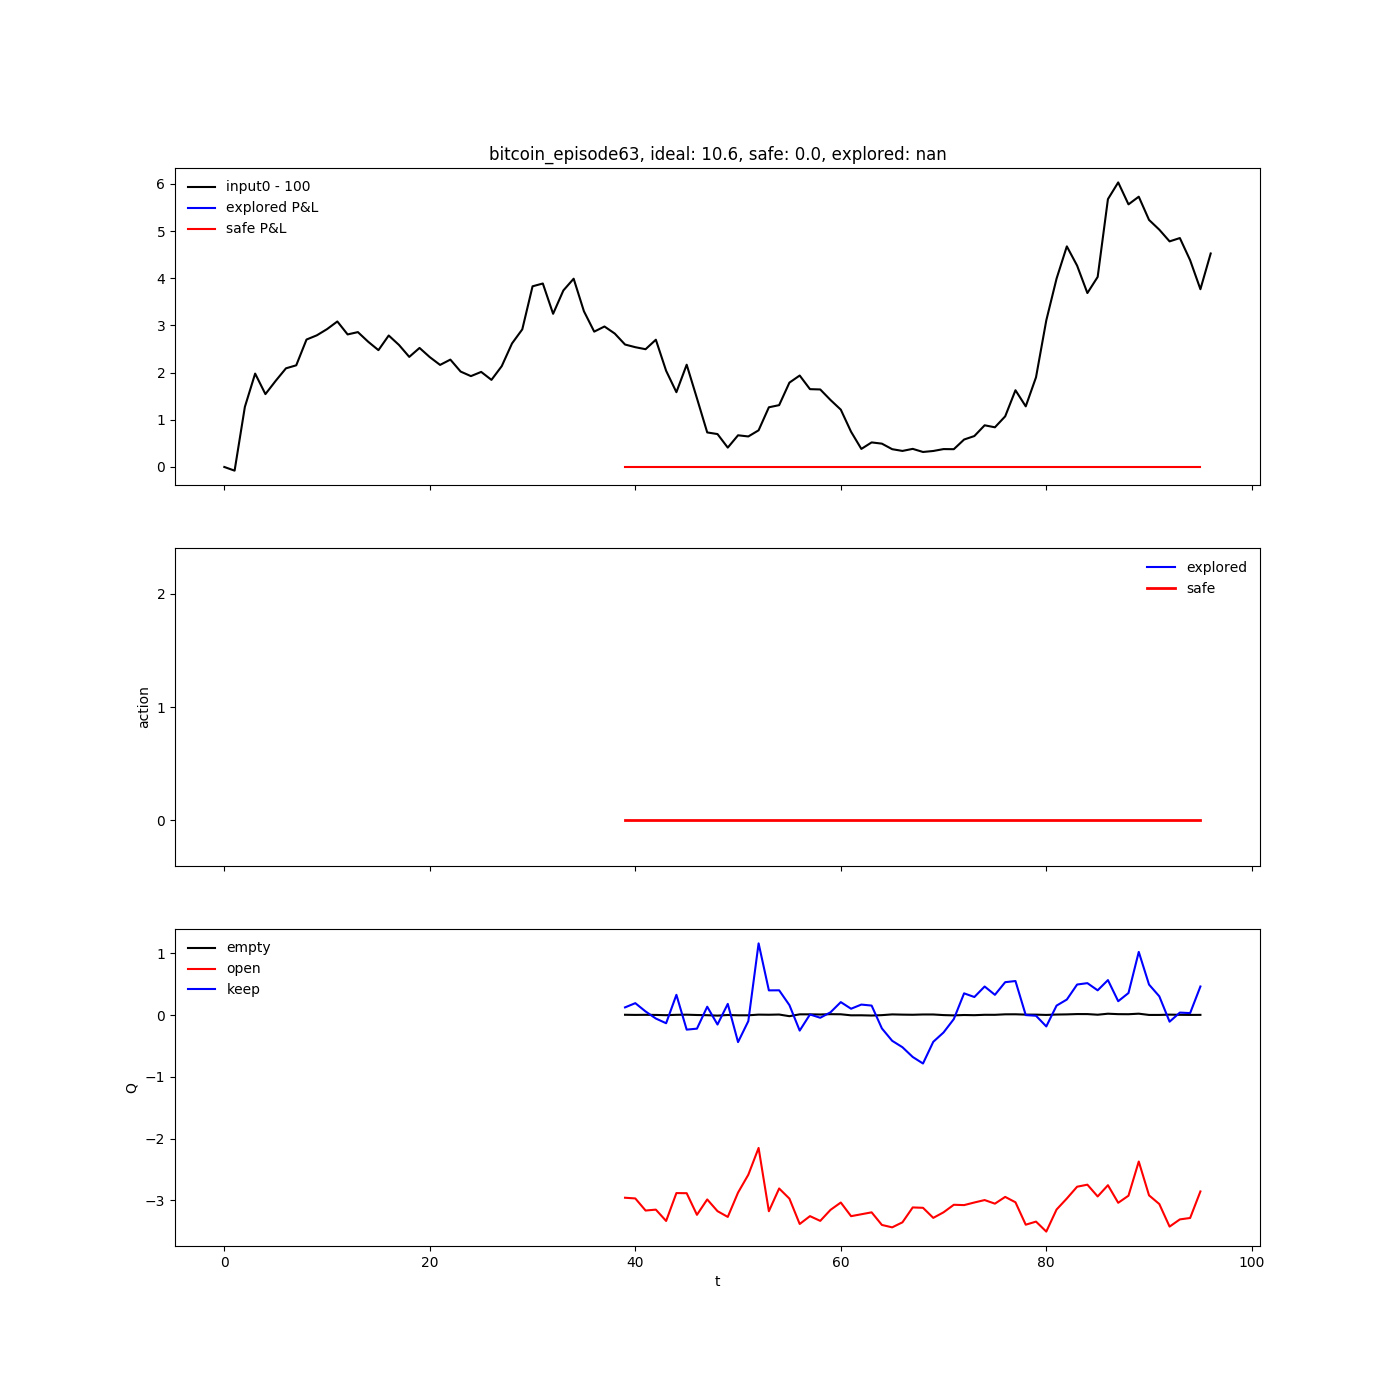 bitcoin_episode63, ideal: 10.6, safe: 0.0, explored: nan
input0 - 100
explored P&L
safe P&L
6
5
4
3
2
1
0
explored
safe
2
1
0
action
empty
open
keep
1
0
−1
−2
−3
Q
0 20 40 60 80 100
t